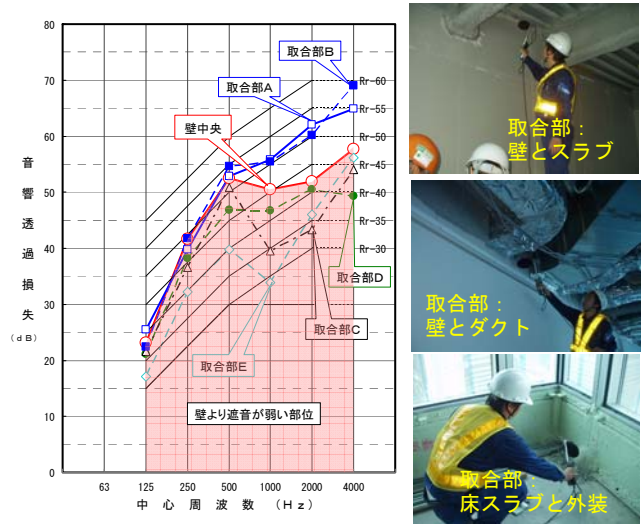 80
70
60
50
40
30
20
10
0
音響透過損失
(dB)
63
125
250
500
1000
2000
4000
中心周波数 (Hz)
取合部B
取合部A
壁中央
取合部D
取合部C
取合部E
壁より遮音が弱い部位
Rr-60
Rr-55
Rr-50
Rr-45
Rr-40
Rr-35
Rr-30
取合部：
壁とスラブ
取合部：
壁とダクト
取合部：
床スラブと外装